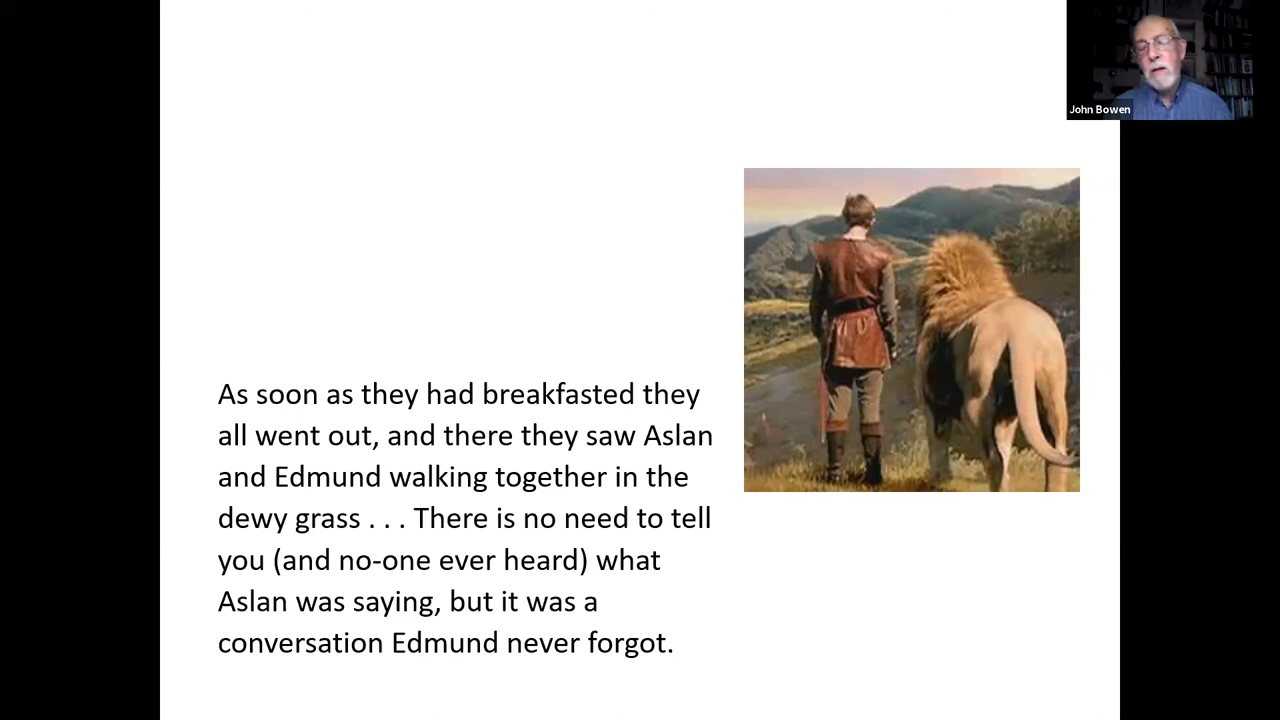 John Bowen
As soon as they had breakfasted they
all went out, and there they saw Aslan
and Edmund walking together in the
dewy grass . . . There is no need to tell
you (and no-one ever heard) what
Aslan was saying, but it was a
conversation Edmund never forgot.